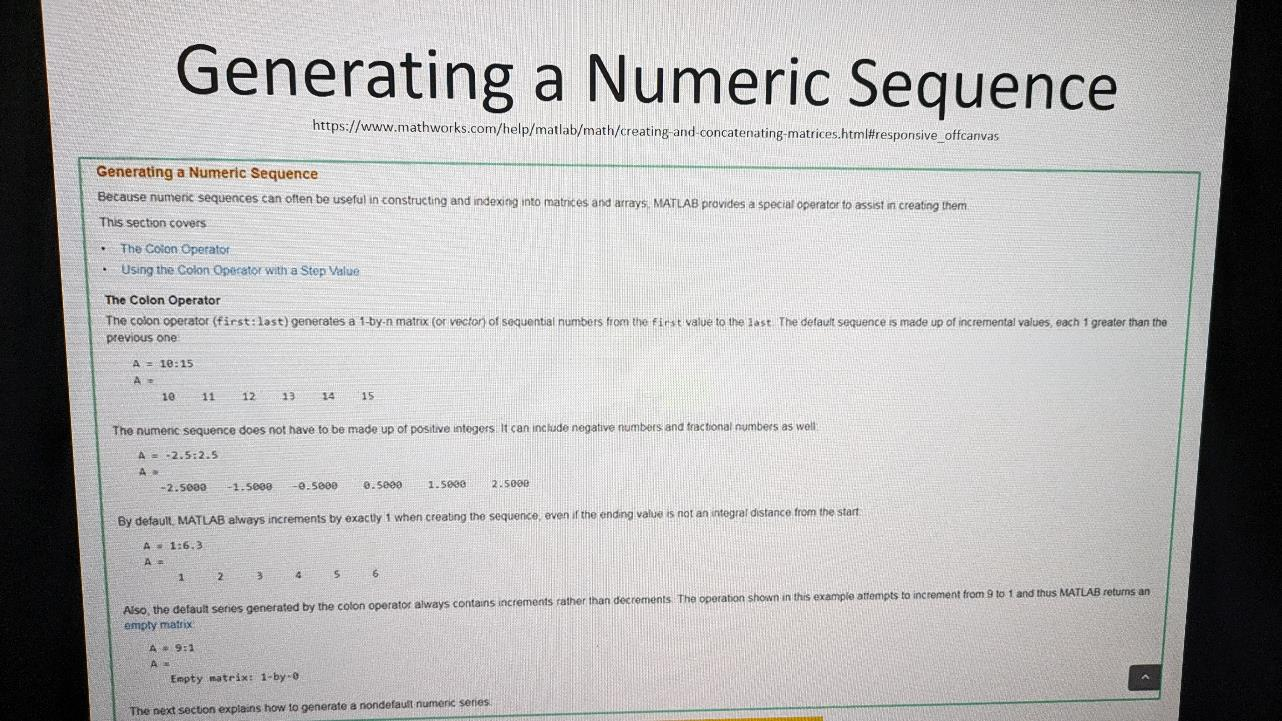 Generating a Numeric Sequence
https://www.mathworks.com/help/matlab/math/creating-and-concatenating-matrices.html#responsive_offcanvas
Generating a Numeric Sequence
Because numeric sequences can often be useful in constructing and indexing into matrices and arrays, MATLAB provides a special operator to assist in creating them.
This section covers
• The Colon Operator
• Using the Colon Operator with a Step Value
The Colon Operator
The colon operator (first:last) generates a 1-by-n matrix (or vector) of sequential numbers from the first value to the last. The default sequence is made up of incremental values, each 1 greater than the
previous one:
A = 10:15
A =
10 11 12 13 14 15
The numeric sequence does not have to be made up of positive integers. It can include negative numbers and fractional numbers as well:
A = -2.5:2.5
A =
-2.5000 -1.5000 -0.5000 0.5000 1.5000 2.5000
By default, MATLAB always increments by exactly 1 when creating the sequence, even if the ending value is not an integral distance from the start:
A = 1:6.3
A =
1 2 3 4 5 6
Also, the default series generated by the colon operator always contains increments rather than decrements. The operation shown in this example attempts to increment from 9 to 1 and thus MATLAB returns an
empty matrix:
A = 9:1
A =
Empty matrix: 1-by-0
The next section explains how to generate a nondefault numeric series.